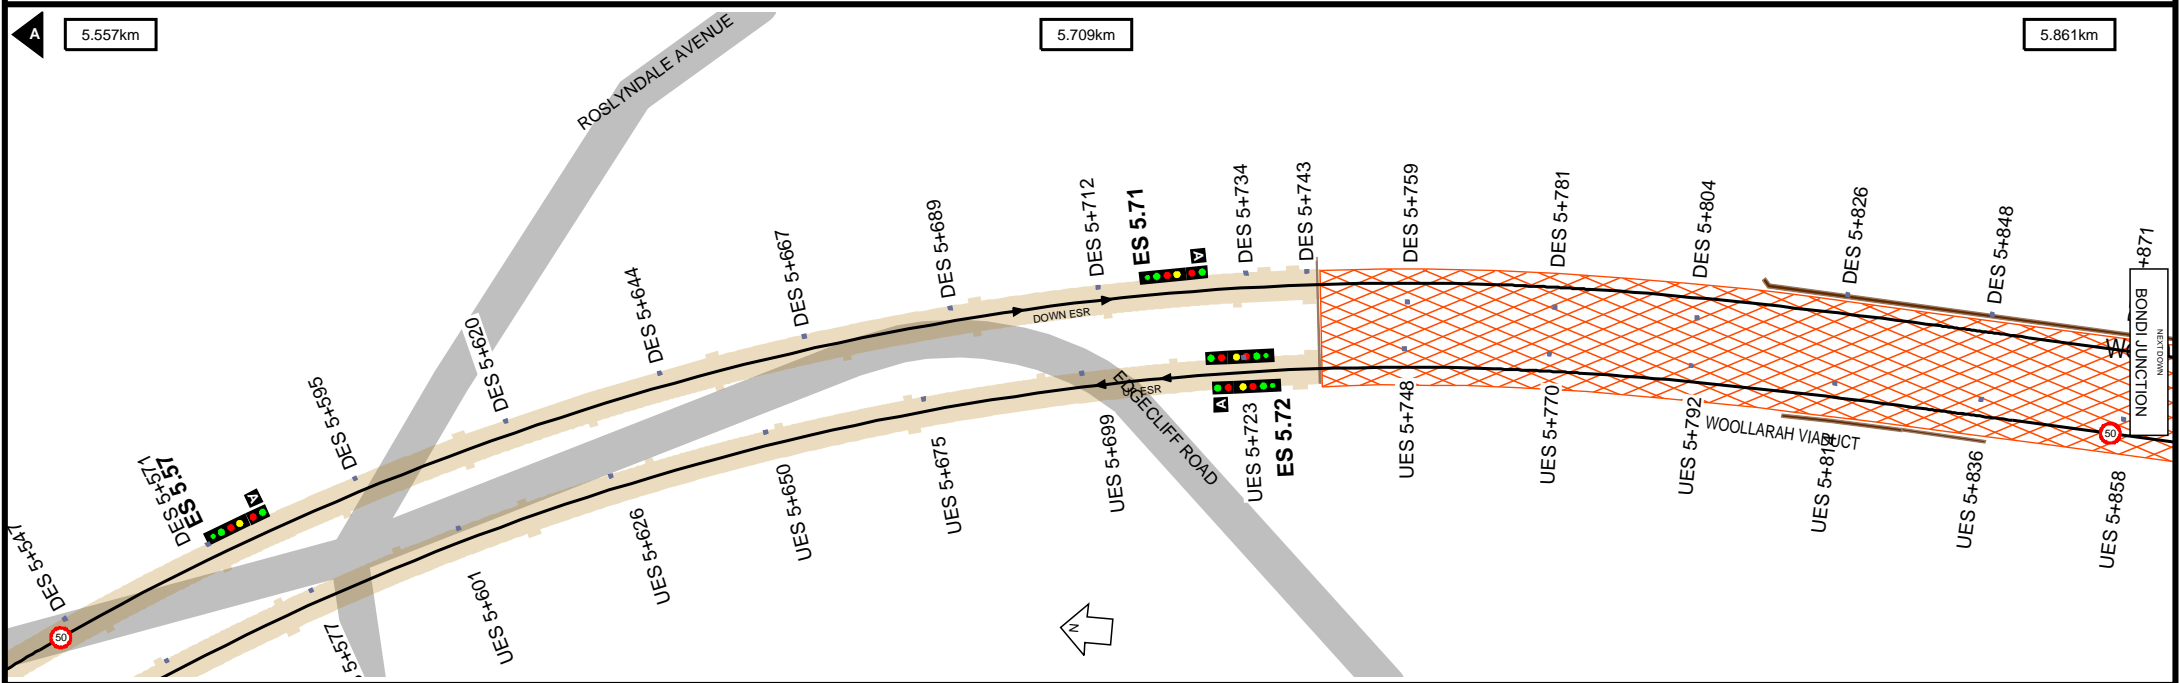 A
5.557km
5.709km
5.861km
ROSLYNDALE AVENUE
DES 5+547
DES 5+571
ES 5.57
A
DES 5+595
DES 5+620
DES 5+644
DES 5+667
DES 5+689
DES 5+712
ES 5.71
A
DES 5+734
DES 5+743
DES 5+759
DES 5+781
DES 5+804
DES 5+826
DES 5+848
+871
DOWN ESR
ESR
50
5+577
UES 5+601
UES 5+626
UES 5+650
UES 5+675
UES 5+699
EDGECLIFF ROAD
A
UES 5+723
ES 5.72
UES 5+748
UES 5+770
UES 5+792
WOOLLARAH VIADUCT
UES 5+814
UES 5+836
UES 5+858
50
NEXT DOWN
BONDI JUNCTION
N